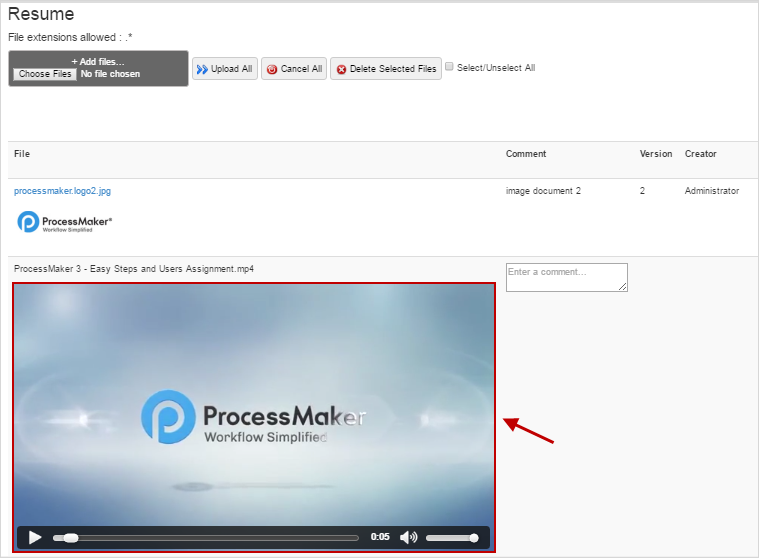 Resume
File extensions allowed : .*
+ Add files...
Choose Files No file chosen
Upload All
Cancel All
Delete Selected Files
Select/Unselect All
File Comment Version Creator
processmaker.logo2.jpg image document 2 2 Administrator
ProcessMaker®
Workflow Simplified
ProcessMaker 3 - Easy Steps and Users Assignment.mp4
Enter a comment...
ProcessMaker
Workflow Simplified
0:05